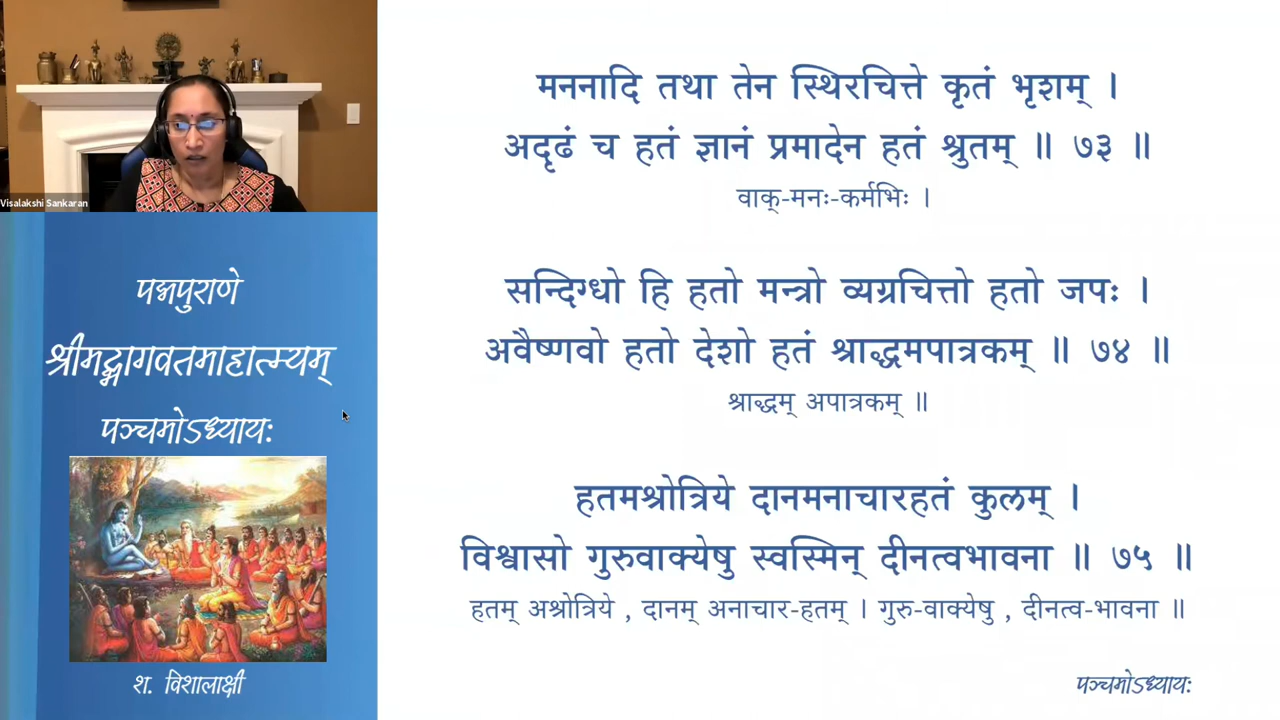 Visalakshi Sankaran
पद्मपुराणे
श्रीमद्भागवतमाहात्म्यम्
पञ्चमोऽध्यायः
श. विशालाक्षी
मननादि तथा तेन स्थिरचित्ते कृतं भृशम् ।
अदृढं च हतं ज्ञानं प्रमादेन हतं श्रुतम् ॥ ७३ ॥
वाक्-मनः-कर्मभिः ।
सन्दिग्धो हि हतो मन्त्रो व्यग्रचित्तो हतो जपः ।
अवैष्णवो हतो देशो हतं श्राद्धमपात्रकम् ॥ ७४ ॥
श्राद्धम् अपात्रकम् ॥
हतमश्रोत्रिये दानमनाचारहतं कुलम् ।
विश्वासो गुरुवाक्येषु स्वस्मिन् दीनत्वभावना ॥ ७५ ॥
हतम् अश्रोत्रिये , दानम् अनाचार-हतम् । गुरु-वाक्येषु , दीनत्व-भावना ॥
पञ्चमोऽध्यायः